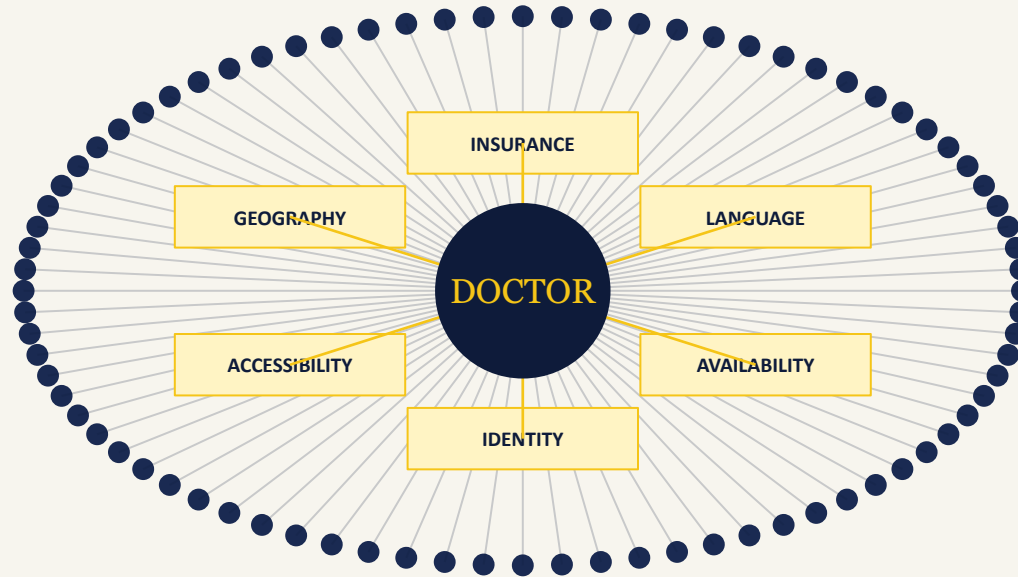 INSURANCE
GEOGRAPHY
LANGUAGE
DOCTOR
ACCESSIBILITY
AVAILABILITY
IDENTITY